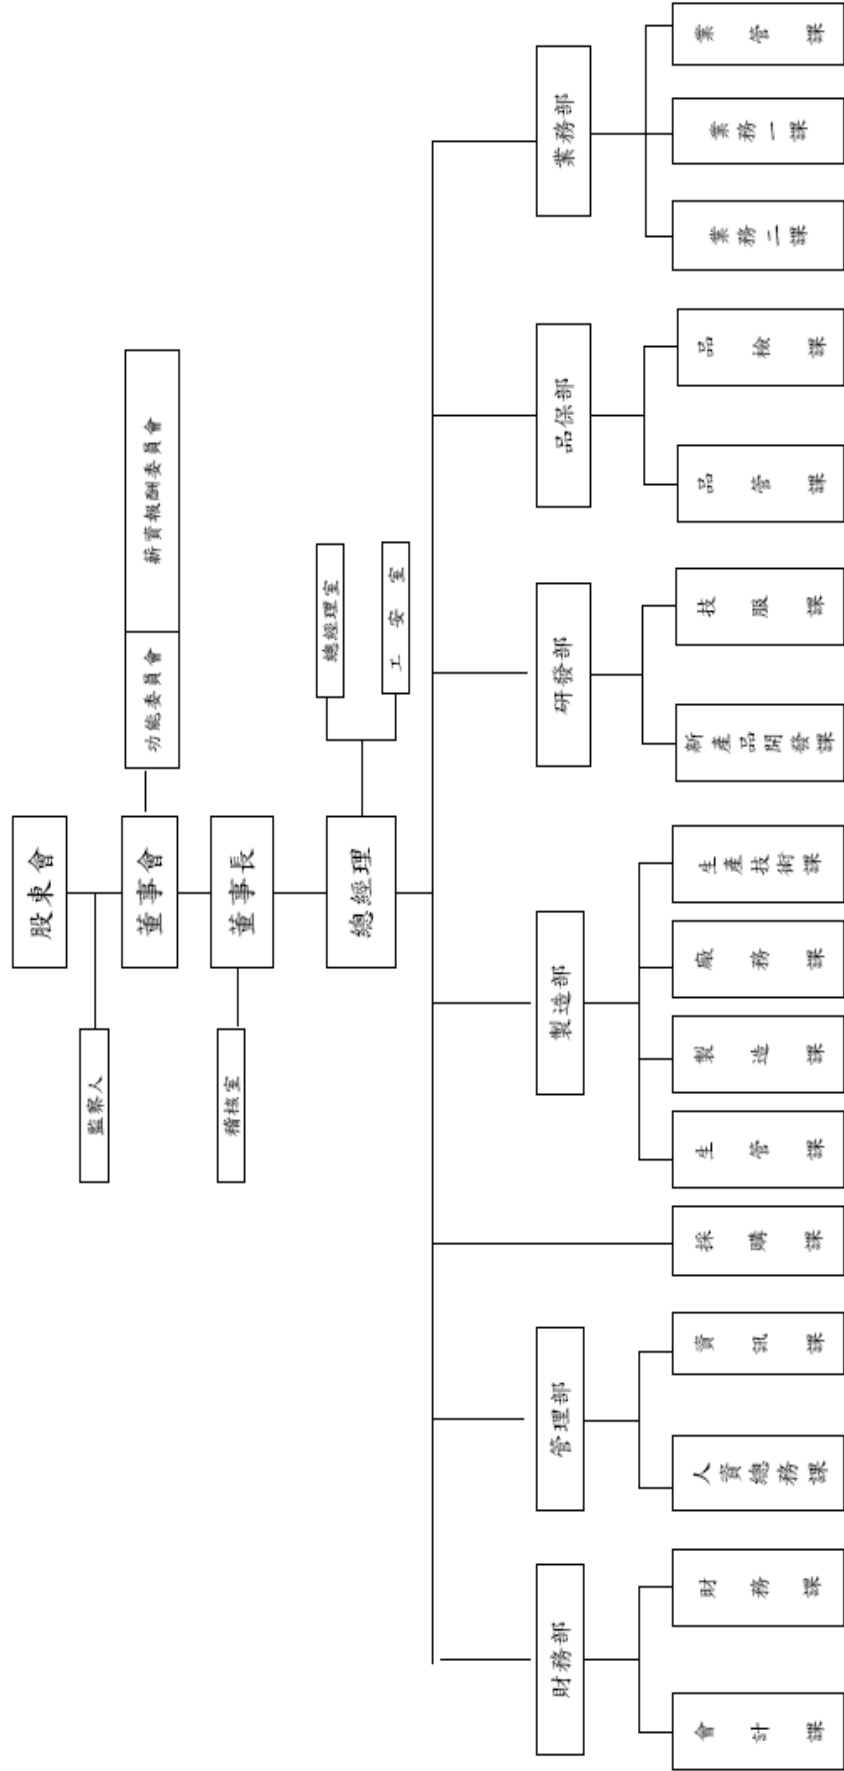 股東會
監察人
董事會
功能委員會
薪資報酬委員會
董事長
稽核室
總經理
總經理室
工安室
財務部
管理部
製造部
研發部
品保部
業務部
會計課
財務課
人資總務課
資訊課
採購課
生管課
製造課
廠務課
生產技術課
新產品開發課
技服課
品管課
品檢課
業務二課
業務一課
業管課